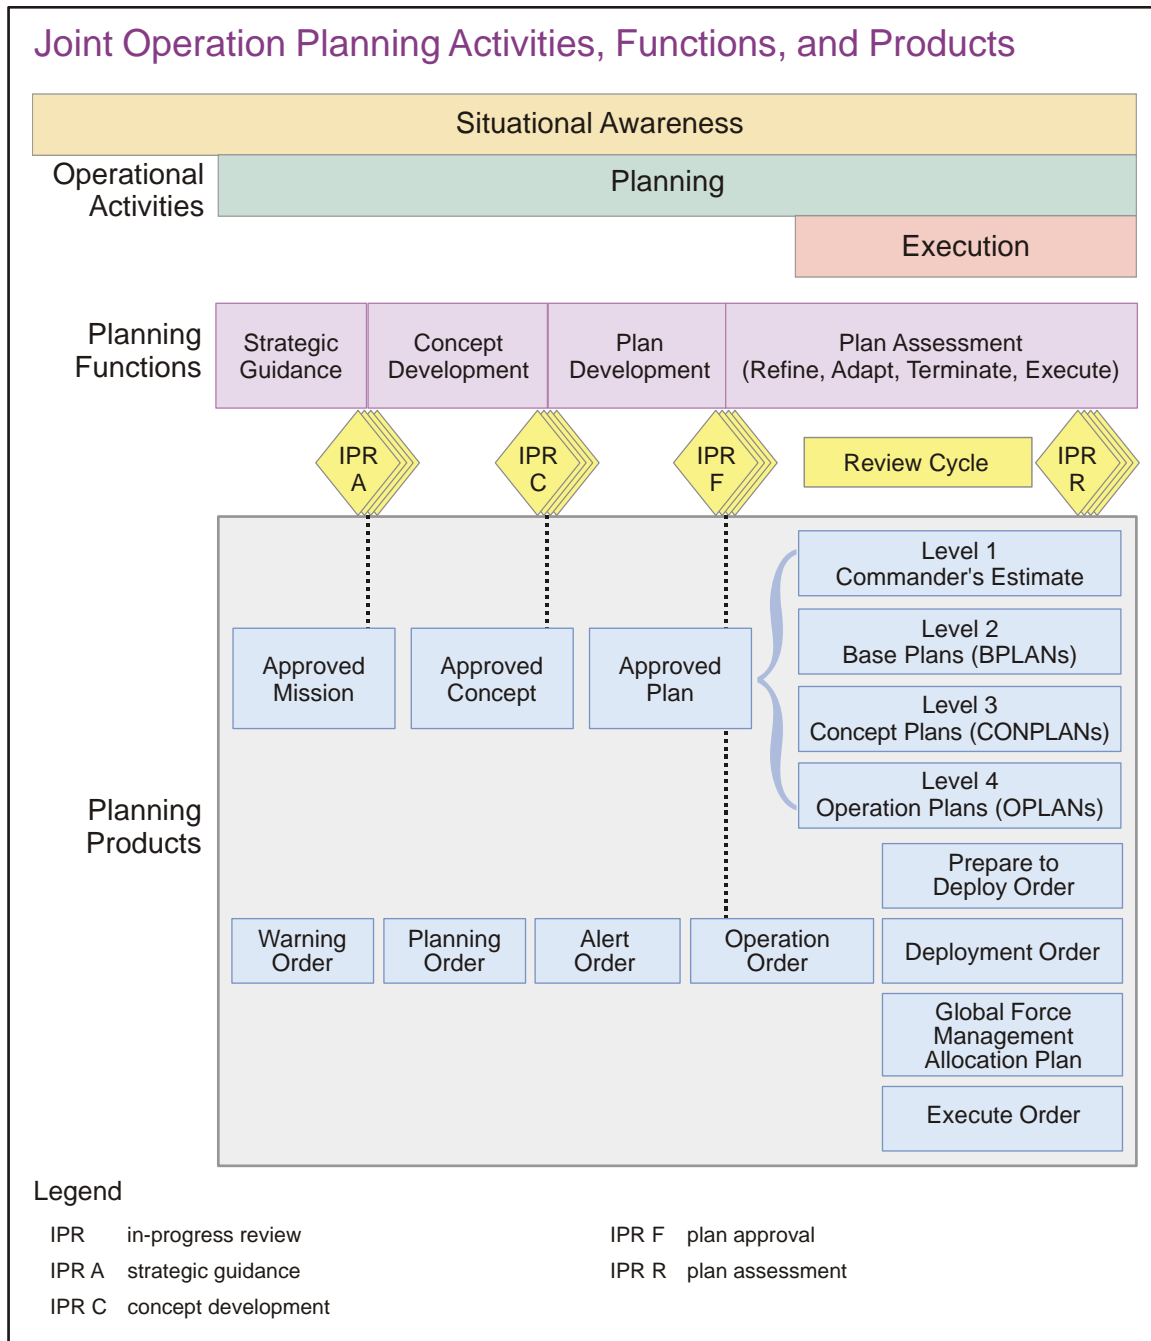 Joint Operation Planning Activities, Functions, and Products
Situational Awareness
Operational
Activities
Planning
Execution
Planning
Functions
Strategic
Guidance
Concept
Development
Plan
Development
Plan Assessment
(Refine, Adapt, Terminate, Execute)
IPR
A
IPR
C
IPR
F
Review Cycle
IPR
R
Planning
Products
Approved
Mission
Approved
Concept
Approved
Plan
Level 1
Commander's Estimate
Level 2
Base Plans (BPLANs)
Level 3
Concept Plans (CONPLANs)
Level 4
Operation Plans (OPLANs)
Prepare to
Deploy Order
Warning
Order
Planning
Order
Alert
Order
Operation
Order
Deployment Order
Global Force
Management
Allocation Plan
Execute Order
Legend
IPR in-progress review
IPR A strategic guidance
IPR C concept development
IPR F plan approval
IPR R plan assessment